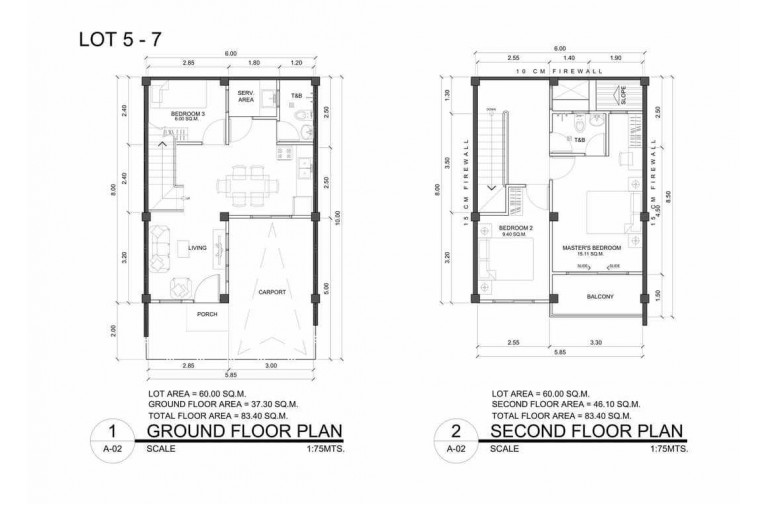 LOT 5 - 7
6.00
2.85 1.80 1.20
2.40
2.40
3.20
8.00
2.00
2.50
2.50
5.00
10.00
SERV.
AREA
T&B
BEDROOM 3
6.00 SQ.M.
UP
LIVING
CARPORT
PORCH
2.85 3.00
5.85
LOT AREA = 60.00 SQ.M.
GROUND FLOOR AREA = 37.30 SQ.M.
TOTAL FLOOR AREA = 83.40 SQ.M.
1
A-02
GROUND FLOOR PLAN
SCALE 1:75MTS.
6.00
2.55 1.40 1.90
10 CM FIREWALL
1.30
3.50
3.20
8.00
15 CM FIREWALL
SLOPE
2.50
4.50
1.50
8.50
15 CM FIREWALL
DOWN
T&B
BEDROOM 2
9.40 SQ.M.
MASTER'S BEDROOM
15.11 SQ.M.
SLIDE SLIDE
BALCONY
2.55 3.30
5.85
LOT AREA = 60.00 SQ.M.
SECOND FLOOR AREA = 46.10 SQ.M.
TOTAL FLOOR AREA = 83.40 SQ.M.
2
A-02
SECOND FLOOR PLAN
SCALE 1:75MTS.